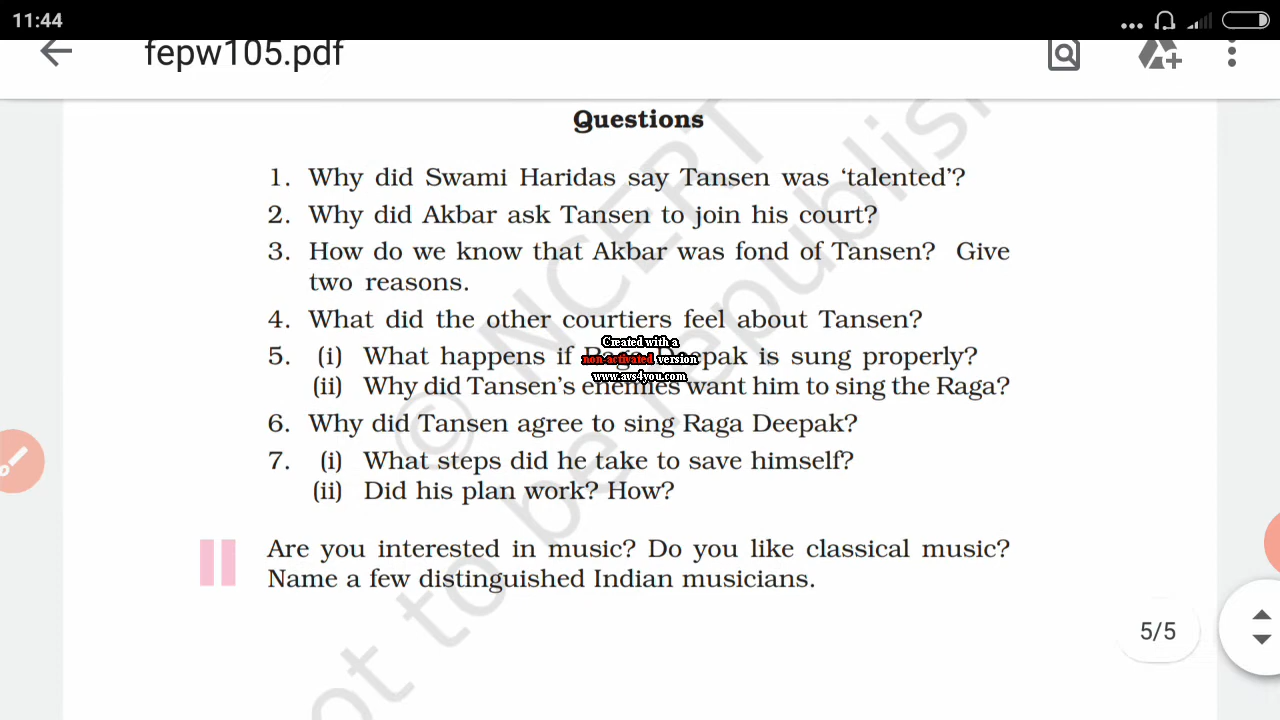 11:44
fepw105.pdf
Questions
1. Why did Swami Haridas say Tansen was ‘talented’?
2. Why did Akbar ask Tansen to join his court?
3. How do we know that Akbar was fond of Tansen? Give
two reasons.
4. What did the other courtiers feel about Tansen?
5. (i) What happens if Raga Deepak is sung properly?
(ii) Why did Tansen’s enemies want him to sing the Raga?
6. Why did Tansen agree to sing Raga Deepak?
7. (i) What steps did he take to save himself?
(ii) Did his plan work? How?
Are you interested in music? Do you like classical music?
Name a few distinguished Indian musicians.
5/5
Created with a
non-activated version
www.avs4you.com
© NCERT
not to be republish